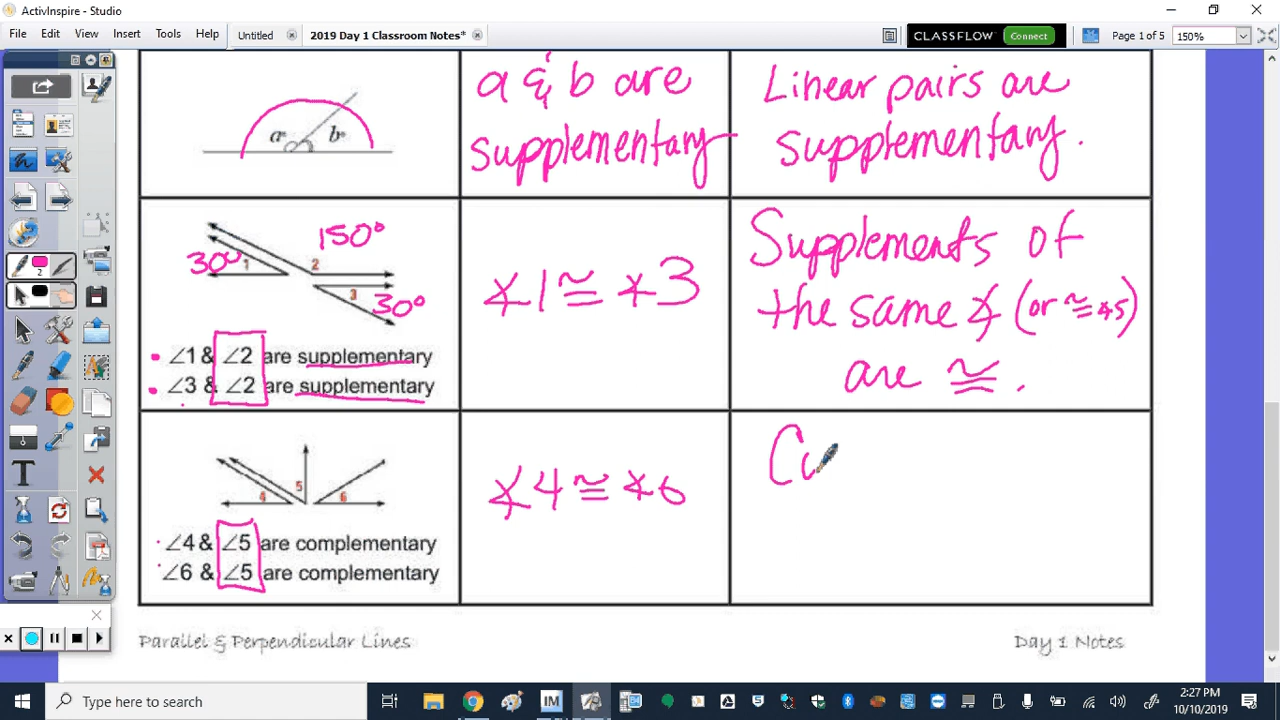 ActivInspire - Studio
File Edit View Insert Tools Help Untitled 2019 Day 1 Classroom Notes* CLASSFLOW Connect Page 1 of 5 150%
a° b°
a & b are
supplementary
Linear pairs are
supplementary.
30° 150°
1 2
3 30°
∠1 & ∠2 are supplementary
∠3 & ∠2 are supplementary
∡1 ≅ ∡3
Supplements of
the same ∡ (or ≅ ∡s)
are ≅.
4 5 6
∠4 & ∠5 are complementary
∠6 & ∠5 are complementary
∡4 ≅ ∡6
Co
Parallel & Perpendicular Lines Day 1 Notes
2
T
Type here to search
IM
2:27 PM
10/10/2019